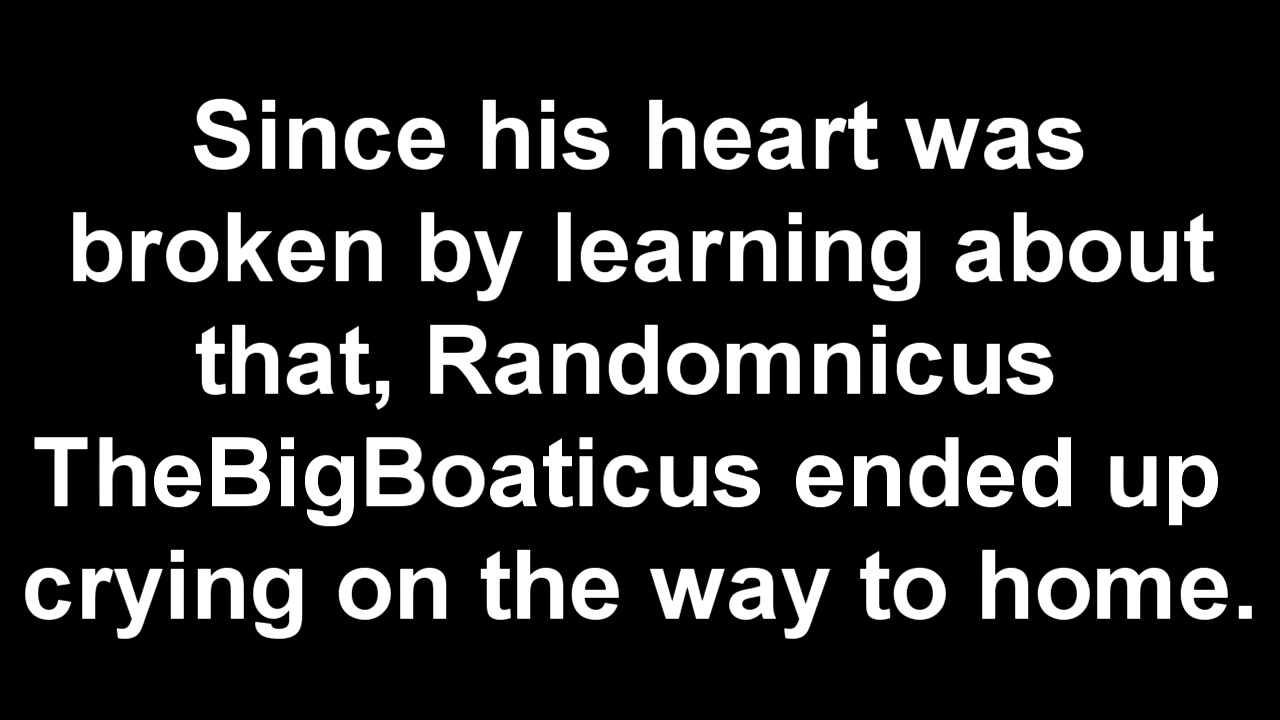 Since his heart was
broken by learning about
that, Randomnicus
TheBigBoaticus ended up
crying on the way to home.